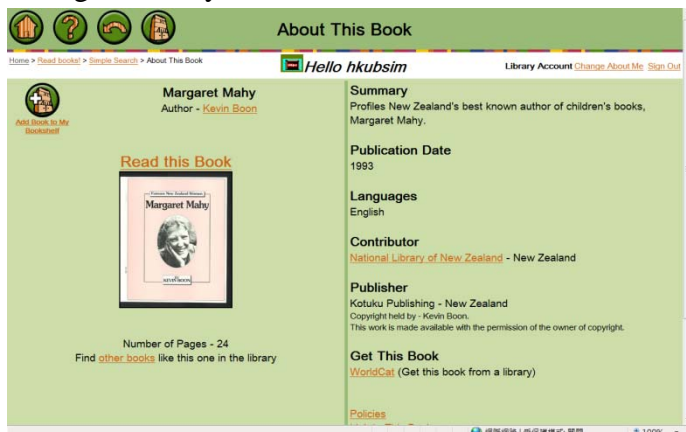 About This Book
Home > Read books! > Simple Search > About This Book
Hello hkubsim
Library Account Change About Me Sign Out
Add Book to My
Bookshelf
Margaret Mahy
Author - Kevin Boon
Read this Book
Margaret Mahy
KEVIN BOON
Number of Pages - 24
Find other books like this one in the library
Summary
Profiles New Zealand's best known author of children's books,
Margaret Mahy.
Publication Date
1993
Languages
English
Contributor
National Library of New Zealand - New Zealand
Publisher
Kotuku Publishing - New Zealand
Copyright held by - Kevin Boon.
This work is made available with the permission of the owner of copyright.
Get This Book
WorldCat (Get this book from a library)
Policies
100%